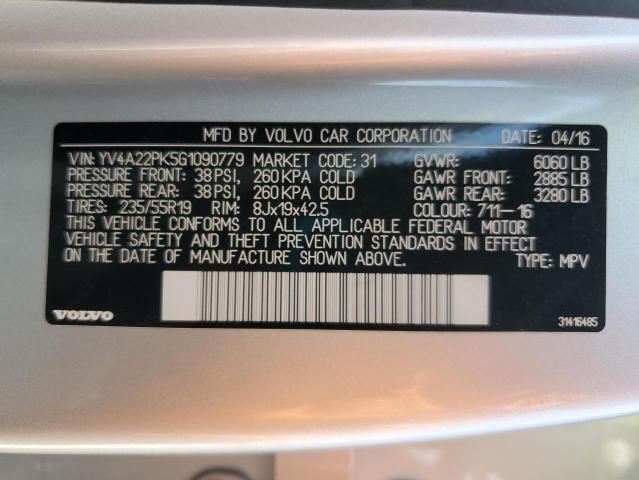 MFD BY VOLVO CAR CORPORATION DATE: 04/16
VIN: YV4A22PK5G1090779 MARKET CODE: 31 GVWR: 6060 LB
PRESSURE FRONT: 38 PSI, 260 KPA COLD GAWR FRONT: 2885 LB
PRESSURE REAR: 38 PSI, 260 KPA COLD GAWR REAR: 3280 LB
TIRES: 235/55R19 RIM: 8Jx19x42.5 COLOUR: 711-16
THIS VEHICLE CONFORMS TO ALL APPLICABLE FEDERAL MOTOR
VEHICLE SAFETY AND THEFT PREVENTION STANDARDS IN EFFECT
ON THE DATE OF MANUFACTURE SHOWN ABOVE. TYPE: MPV
VOLVO 31416485